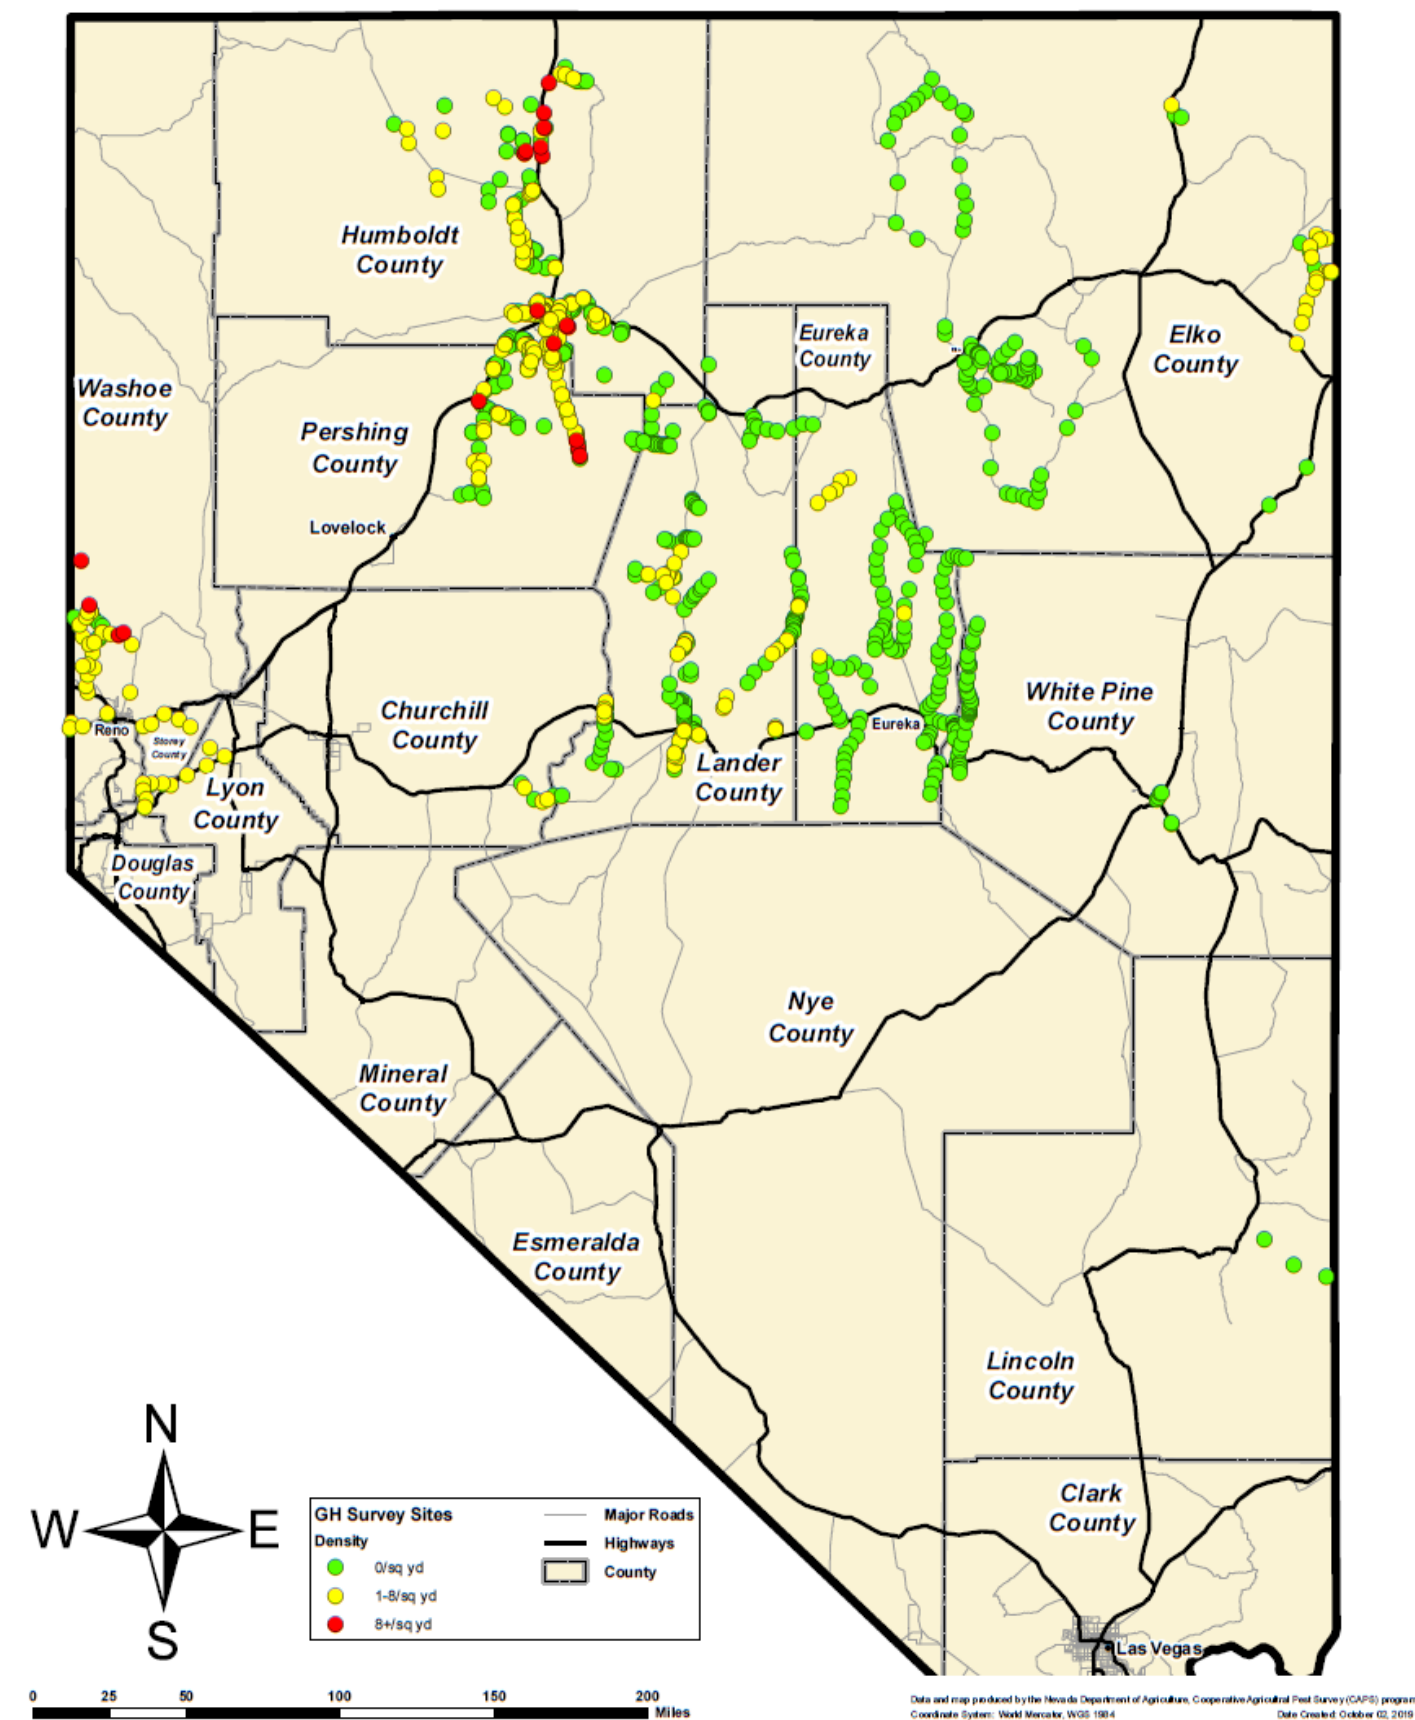 Humboldt
County
Eureka
County
Elko
County
Washoe
County
Pershing
County
Lovelock
White Pine
County
Churchill
County
Reno
Storey
County
Eureka
Lander
County
Lyon
County
Douglas
County
Nye
County
Mineral
County
Esmeralda
County
Lincoln
County
Clark
County
Las Vegas
N
W E
S
GH Survey Sites
Density
0/sq yd
1-8/sq yd
8+/sq yd
Major Roads
Highways
County
0 25 50 100 150 200
Miles
Data and map produced by the Nevada Department of Agriculture, Cooperative Agricultral Pest Survey (CAPS) program
Coordinate System: World Mercator, WGS 1984 Date Created: October 02, 2019